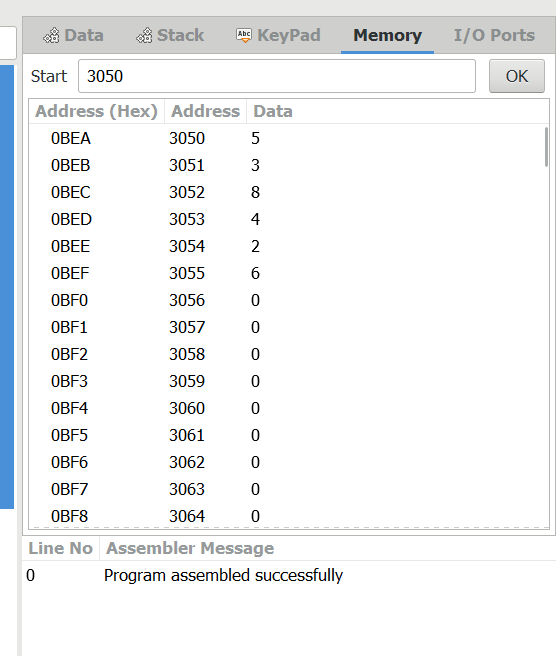 Data Stack Abc KeyPad Memory I/O Ports
Start 3050 OK
Address (Hex) Address Data
0BEA 3050 5
0BEB 3051 3
0BEC 3052 8
0BED 3053 4
0BEE 3054 2
0BEF 3055 6
0BF0 3056 0
0BF1 3057 0
0BF2 3058 0
0BF3 3059 0
0BF4 3060 0
0BF5 3061 0
0BF6 3062 0
0BF7 3063 0
0BF8 3064 0
Line No Assembler Message
0 Program assembled successfully